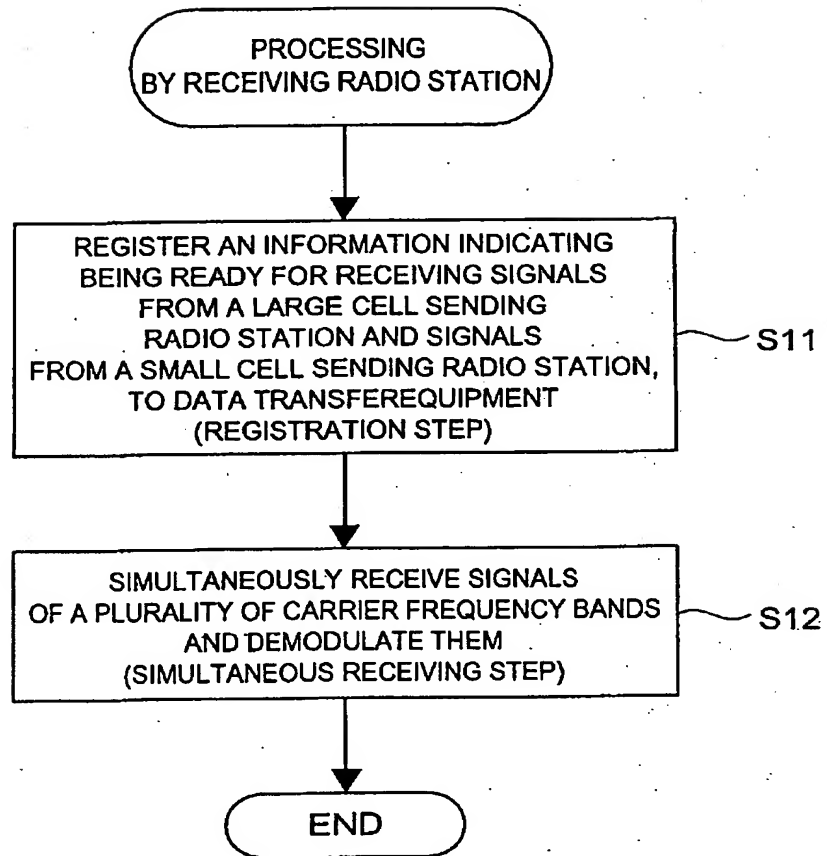 PROCESSING
BY RECEIVING RADIO STATION
REGISTER AN INFORMATION INDICATING
BEING READY FOR RECEIVING SIGNALS
FROM A LARGE CELL SENDING
RADIO STATION AND SIGNALS
FROM A SMALL CELL SENDING RADIO STATION,
TO DATA TRANSFEREQUIPMENT
(REGISTRATION STEP)
S11
SIMULTANEOUSLY RECEIVE SIGNALS
OF A PLURALITY OF CARRIER FREQUENCY BANDS
AND DEMODULATE THEM
(SIMULTANEOUS RECEIVING STEP)
S12
END